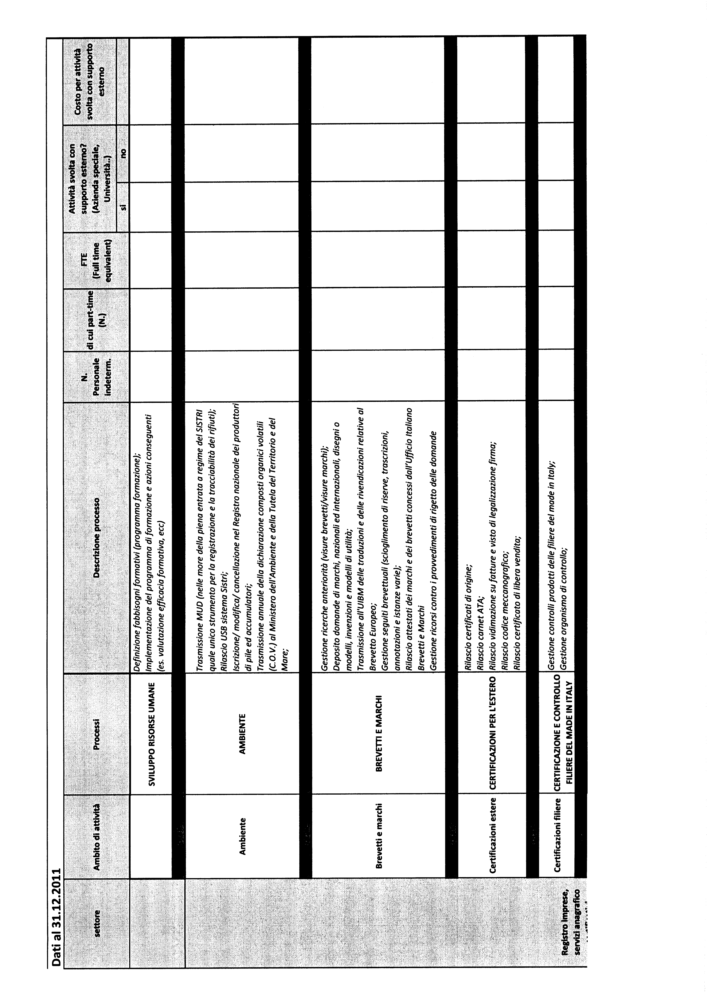 Dati al 31.12.2011
settore
Ambito di attività
Processi
Descrizione processo
N.
Personale
indeterm.
di cui part-time
(N.)
FTE
(Full time
equivalent)
Attività svolta con
supporto esterno?
(Azienda speciale,
Università..)
si
no
Costo per attività
svolta con supporto
esterno
SVILUPPO RISORSE UMANE
Definizione fabbisogni formativi (programma formazione);
Implementazione del programma di formazione e azioni conseguenti
(es. valutazione efficacia formativa, ecc)
Ambiente
AMBIENTE
Trasmissione MUD (nelle more della piena entrata a regime del SISTRI
quale unico strumento per la registrazione e la tracciabilità dei rifiuti);
Rilascio USB sistema Sistri;
Iscrizione/ modifica/ cancellazione nel Registro nazionale dei produttori
di pile ed accumulatori;
Trasmissione annuale della dichiarazione composti organici volatili
(C.O.V.) al Ministero dell'Ambiente e della Tutela del Territorio e del
Mare;
Brevetti e marchi
BREVETTI E MARCHI
Gestione ricerche anteriorità (visure brevetti/visure marchi);
Deposito domande di marchi, nazionali ed internazionali, disegni o
modelli, invenzioni e modelli di utilità;
Trasmissione all'UIBM delle traduzioni e delle rivendicazioni relative al
Brevetto Europeo;
Gestione seguiti brevettuali (scioglimento di riserve, trascrizioni,
annotazioni e istanze varie);
Rilascio attestati dei marchi e dei brevetti concessi dall'Ufficio Italiano
Brevetti e Marchi
Gestione ricorsi contro i provvedimenti di rigetto delle domande
Certificazioni estere
CERTIFICAZIONI PER L'ESTERO
Rilascio certificati di origine;
Rilascio carnet ATA;
Rilascio vidimazione su fatture e visto di legalizzazione firma;
Rilascio codice meccanografico;
Rilascio certificato di libera vendita;
Registro Imprese,
servizi anagrafico
Certificazioni filiere
CERTIFICAZIONE E CONTROLLO
FILIERE DEL MADE IN ITALY
Gestione controlli prodotti delle filiere del made in Italy;
Gestione organismo di controllo;